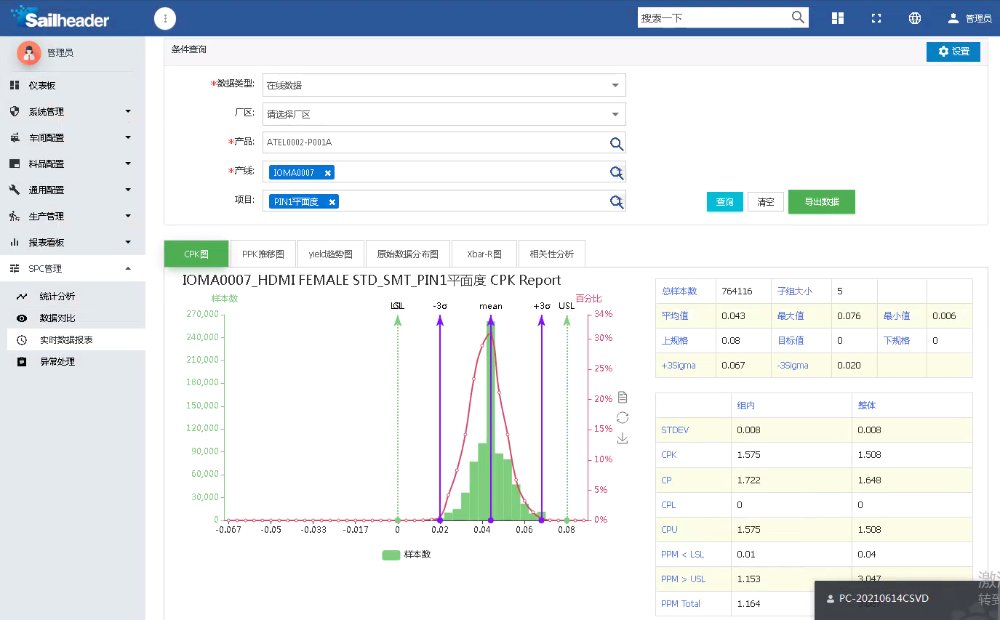 Sailheader
搜索一下
管理员
管理员
仪表板
系统管理
车间配置
料品配置
通用配置
生产管理
报表看板
SPC管理
统计分析
数据对比
实时数据报表
异常处理
条件查询
设置
*数据类型:
在线数据
厂区:
请选择厂区
*产品:
ATEL0002-P001A
*产线:
IOMA0007 ×
项目:
PIN1平面度 ×
查询 清空 导出数据
CPK图 PPK推移图 yield趋势图 原始数据分布图 Xbar-R图 相关性分析
IOMA0007_HDMI FEMALE STD_SMT_PIN1平面度 CPK Report
样本数
百分比
LSL -3σ mean +3σ USL
270,000
240,000
210,000
180,000
150,000
120,000
90,000
60,000
30,000
0
34%
30%
25%
20%
15%
10%
5%
0%
-0.067 -0.05 -0.033 -0.017 0 0.02 0.04 0.06 0.08
样本数
总样本数 764116 子组大小 5
平均值 0.043 最大值 0.076 最小值 0.006
上规格 0.08 目标值 0 下规格 0
+3Sigma 0.067 -3Sigma 0.020
组内 整体
STDEV 0.008 0.008
CPK 1.575 1.508
CP 1.722 1.648
CPL 0 0
CPU 1.575 1.508
PPM < LSL 0.01 0.04
PPM > USL 1.153 3.047
PPM Total 1.164
PC-20210614CSVD
激
转到